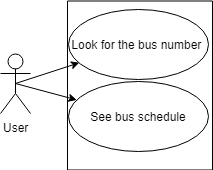 Look for the bus number
See bus schedule
User